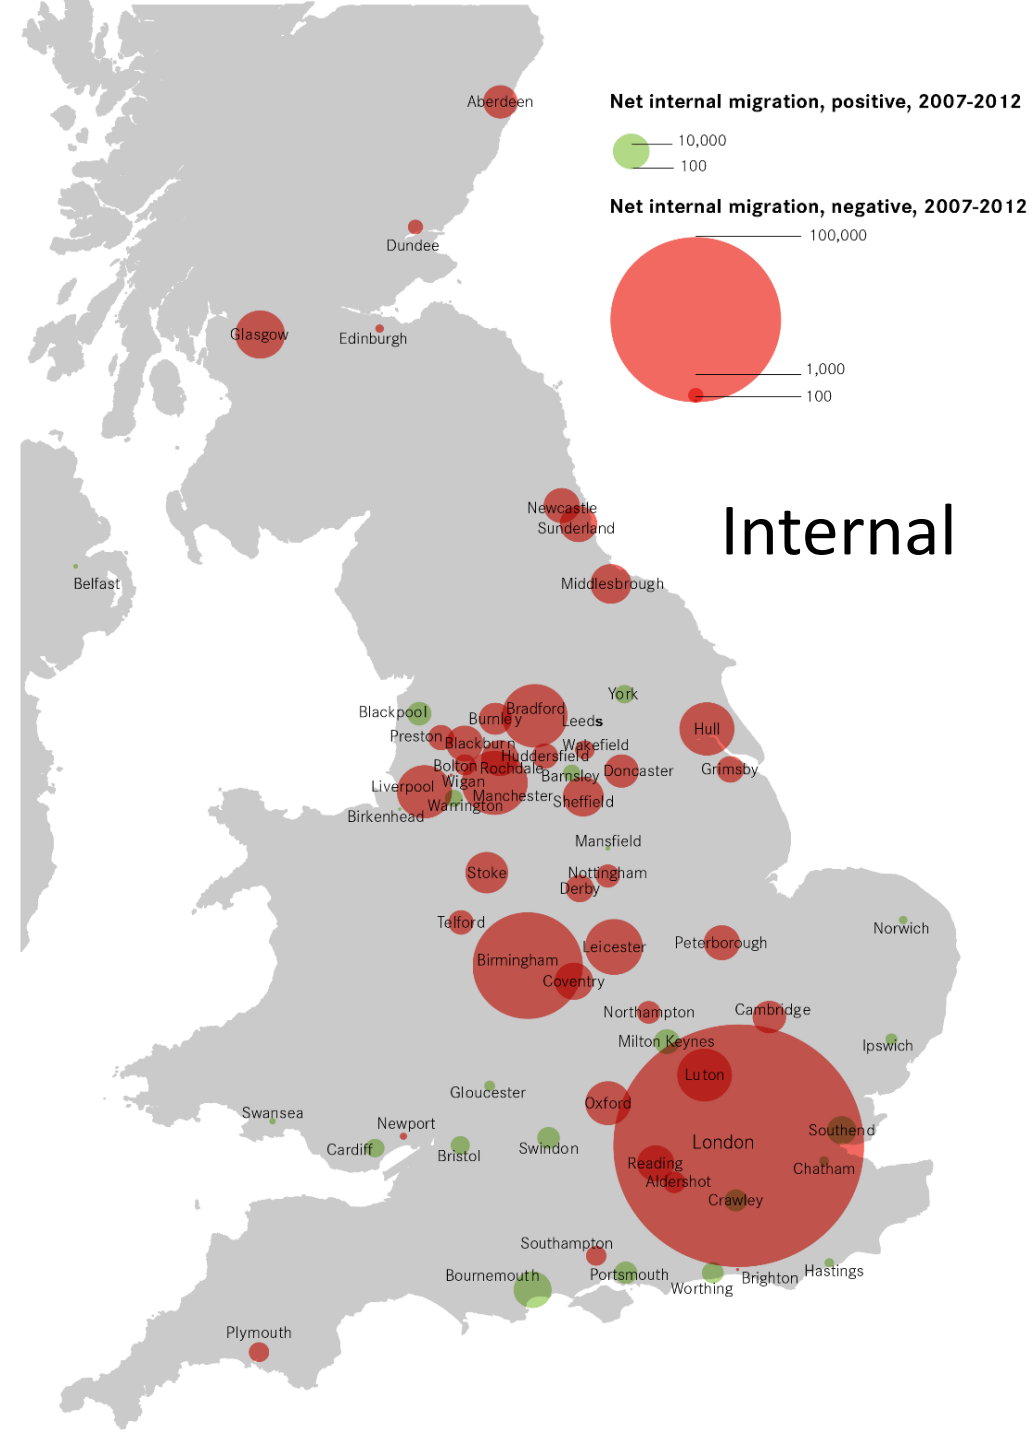 Aberdeen
Net internal migration, positive, 2007-2012
10,000
100
Net internal migration, negative, 2007-2012
100,000
Dundee
Glasgow
Edinburgh
1,000
100
Newcastle
Internal
Sunderland
Belfast
Middlesbrough
York
Blackpool
Bradford
Burnley
Leeds
Hull
Preston
Blackburn
Wakefield
Huddersfield
Bolton
Rochdale
Barnsley
Doncaster
Grimsby
Wigan
Liverpool
Manchester
Warrington
Sheffield
Birkenhead
Mansfield
Stoke
Nottingham
Derby
Telford
Norwich
Peterborough
Leicester
Birmingham
Coventry
Northampton
Cambridge
Milton Keynes
Ipswich
Luton
Gloucester
Oxford
Swansea
Newport
Southend
London
Cardiff
Bristol
Swindon
Reading
Chatham
Aldershot
Crawley
Southampton
Bournemouth
Portsmouth
Hastings
Brighton
Worthing
Plymouth